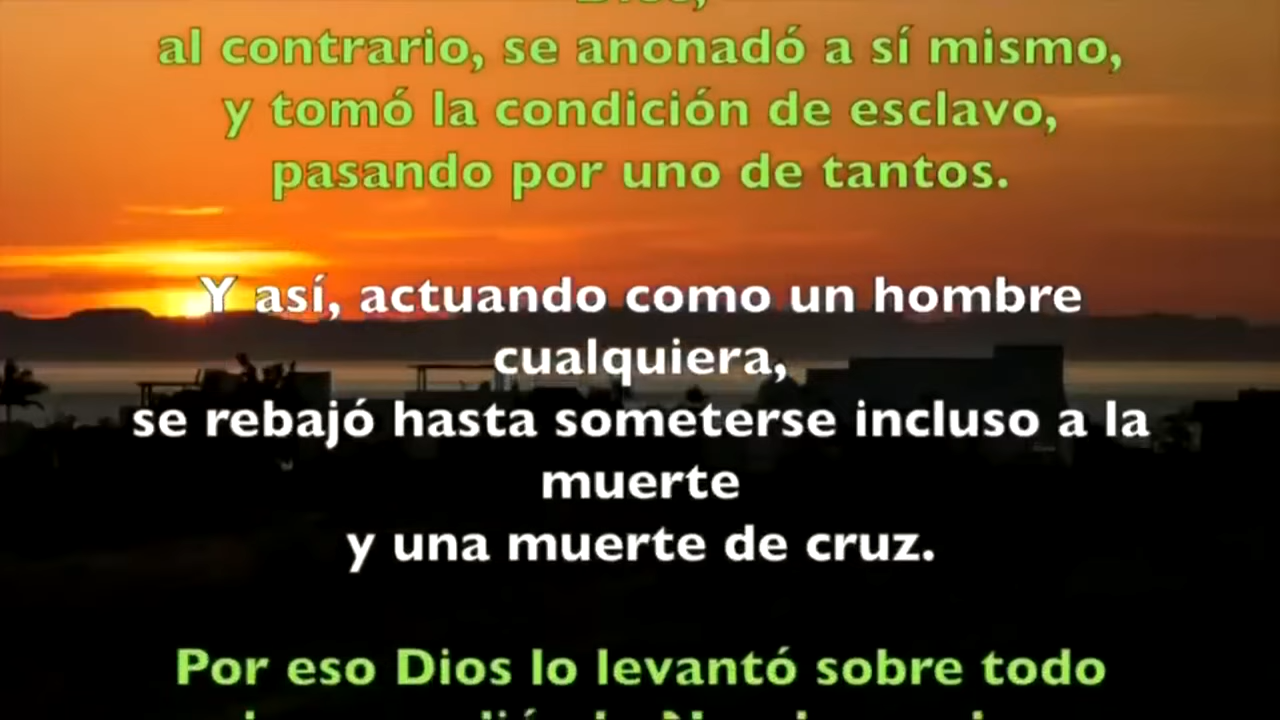 Dios,
al contrario, se anonadó a sí mismo,
y tomó la condición de esclavo,
pasando por uno de tantos.
Y así, actuando como un hombre
cualquiera,
se rebajó hasta someterse incluso a la
muerte
y una muerte de cruz.
Por eso Dios lo levantó sobre todo